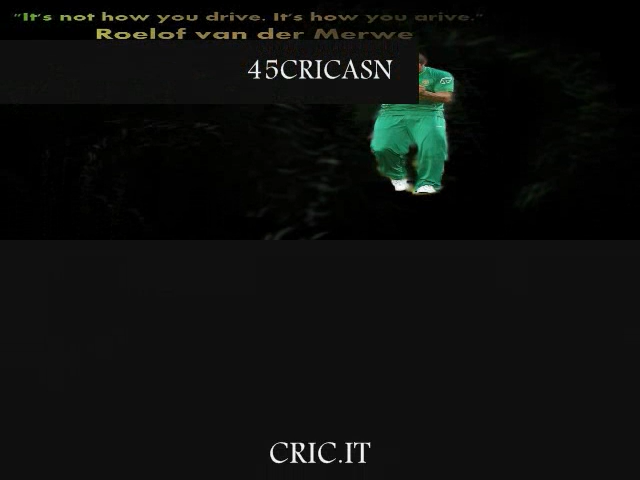 "It's not how you drive. It's how you arive."
Roelof van der Merwe
45CRICASN
CRIC.IT